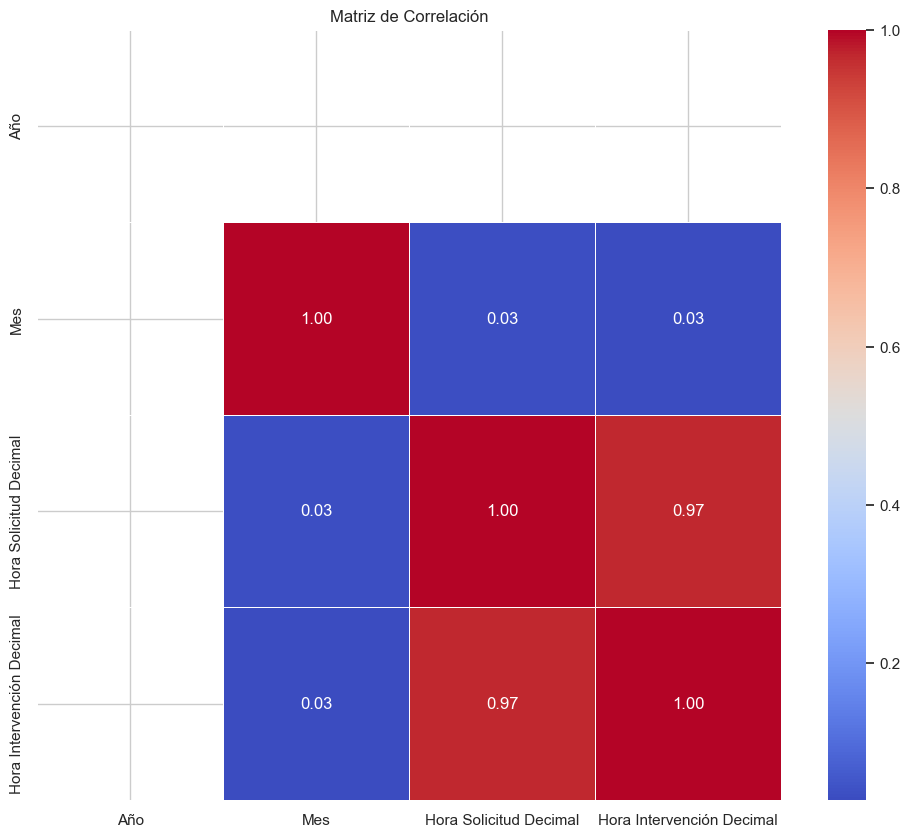 Matriz de Correlación
Año
Mes
1.00
0.03
0.03
Hora Solicitud Decimal
0.03
1.00
0.97
Hora Intervención Decimal
0.03
0.97
1.00
Año
Mes
Hora Solicitud Decimal
Hora Intervención Decimal
1.0
0.8
0.6
0.4
0.2